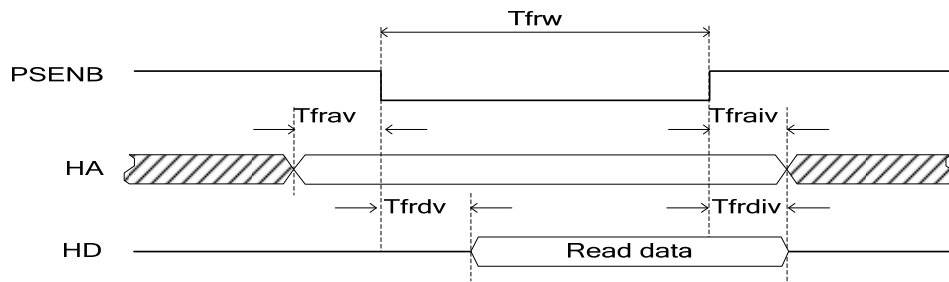 Tfrw
PSENB
Tfrav Tfraiv
HA
Tfrdv Tfrdiv
HD Read data